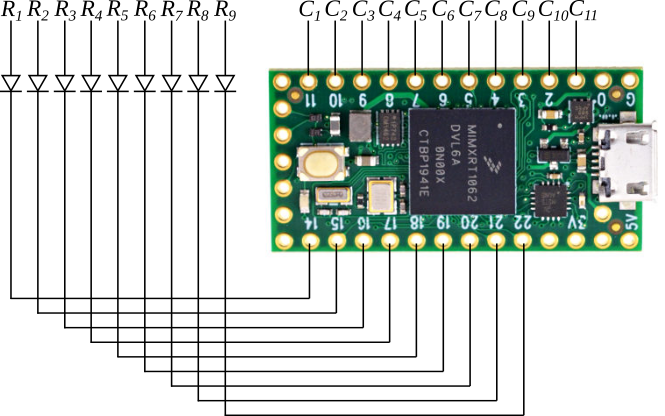 R1 R2 R3 R4 R5 R6 R7 R8 R9 C1 C2 C3 C4 C5 C6 C7 C8 C9 C10 C11
11 10 9 8 7 6 5 4 3 2 0 G
MIMXRT1062
DVL6A
0N00X
CTBP1941E
14 15 16 17 18 19 20 21 22 3V 5V